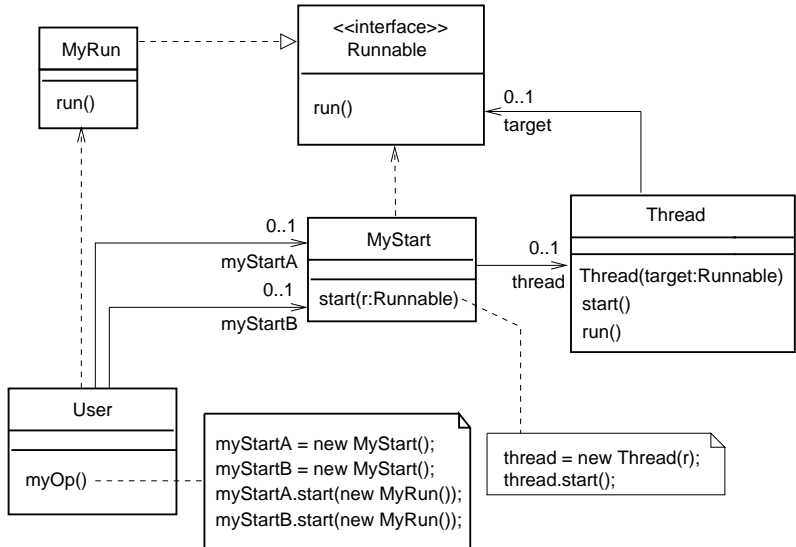 MyRun
run()
<<interface>>
Runnable
run()
0..1
target
Thread
Thread(target:Runnable)
start()
run()
0..1
myStartA
0..1
myStartB
MyStart
start(r:Runnable)
0..1
thread
User
myOp()
myStartA = new MyStart();
myStartB = new MyStart();
myStartA.start(new MyRun());
myStartB.start(new MyRun());
thread = new Thread(r);
thread.start();